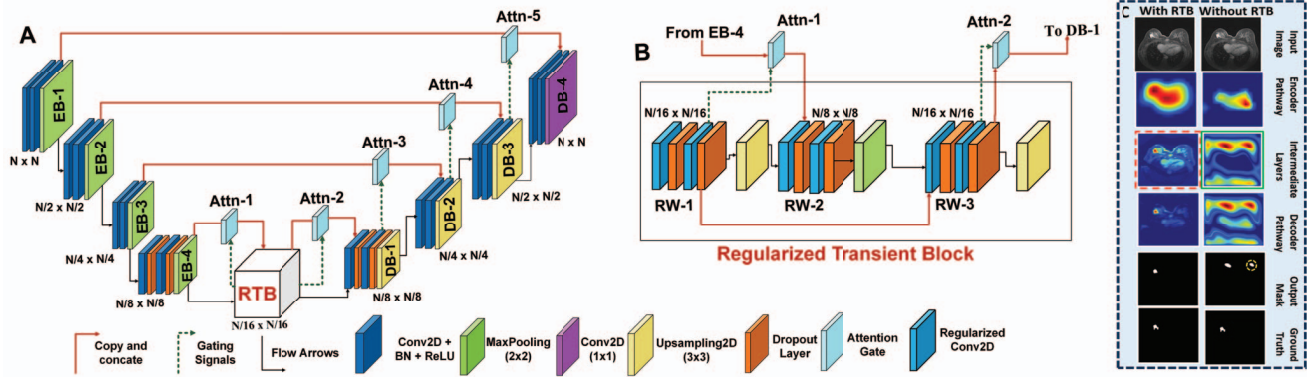 A
Attn-5
Attn-4
Attn-3
Attn-1
Attn-2
EB-1
EB-2
EB-3
EB-4
RTB
DB-1
DB-2
DB-3
DB-4
N x N
N/2 x N/2
N/4 x N/4
N/8 x N/8
N/16 x N/16
N/8 x N/8
N/4 x N/4
N/2 x N/2
N x N
B
From EB-4
Attn-1
Attn-2
To DB-1
N/16 x N/16
N/8 x N/8
N/16 x N/16
RW-1
RW-2
RW-3
Regularized Transient Block
Copy and
concate
Gating
Signals
Flow Arrows
Conv2D +
BN + ReLU
MaxPooling
(2x2)
Conv2D
(1x1)
Upsampling2D
(3x3)
Dropout
Layer
Attention
Gate
Regularized
Conv2D
C
With RTB
Without RTB
Input
Image
Encoder
Pathway
Intermediate
Layers
Decoder
Pathway
Output
Mask
Ground
Truth